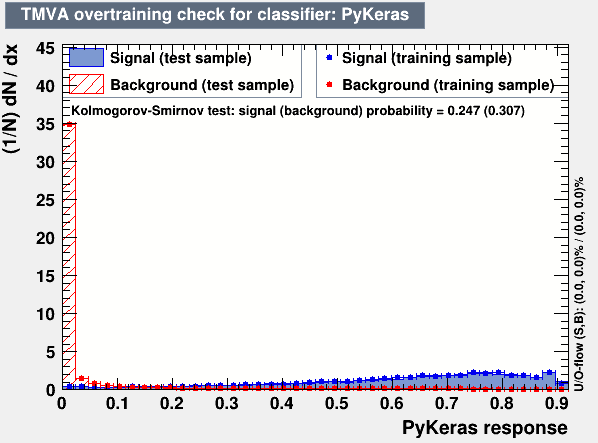 TMVA overtraining check for classifier: PyKeras
Signal (test sample)
Background (test sample)
Signal (training sample)
Background (training sample)
Kolmogorov-Smirnov test: signal (background) probability = 0.247 (0.307)
(1/N) dN / dx
45
40
35
30
25
20
15
10
5
0
0 0.1 0.2 0.3 0.4 0.5 0.6 0.7 0.8 0.9
PyKeras response
U/O-flow (S,B): (0.0, 0.0)% / (0.0, 0.0)%